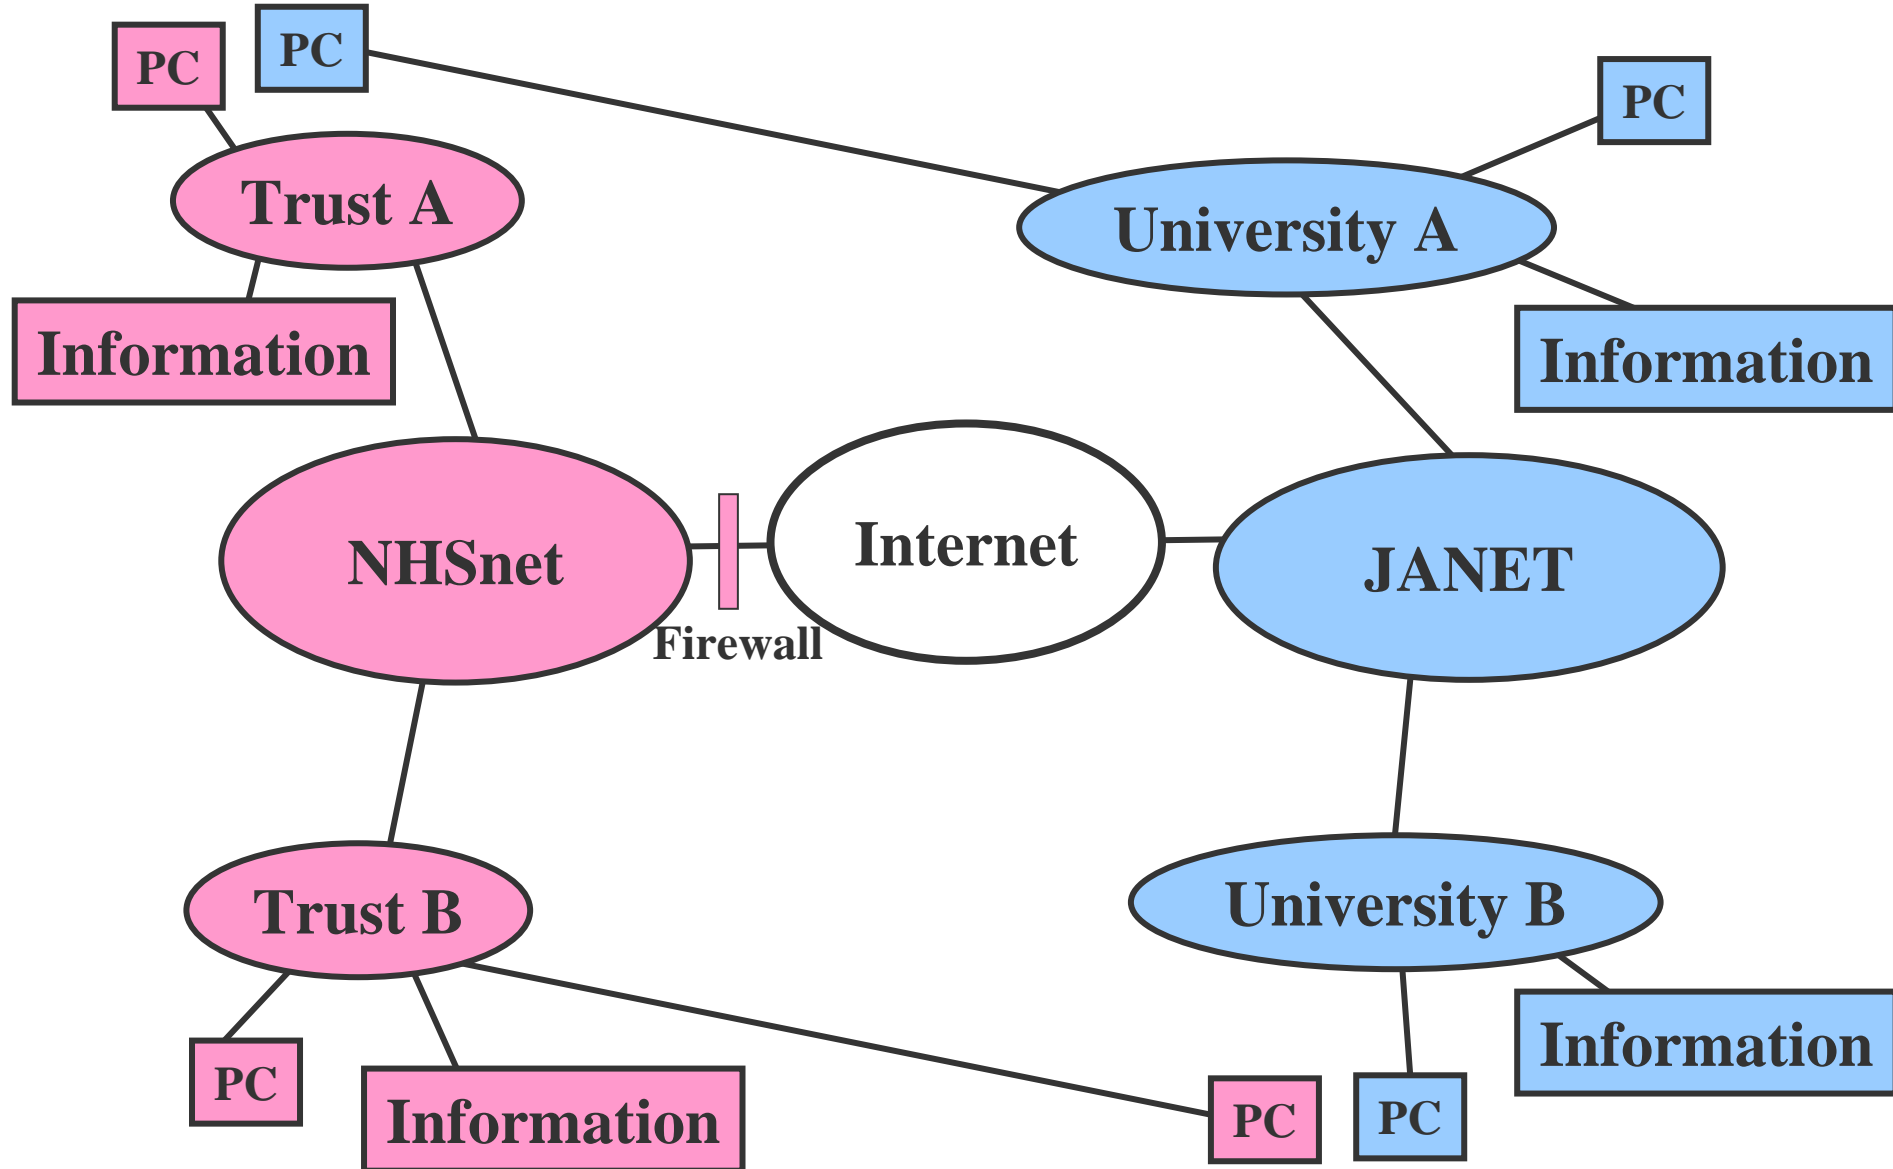 PC
PC
PC
Trust A
University A
Information
Information
NHSnet
Internet
JANET
Firewall
Trust B
University B
PC
Information
PC
PC
Information